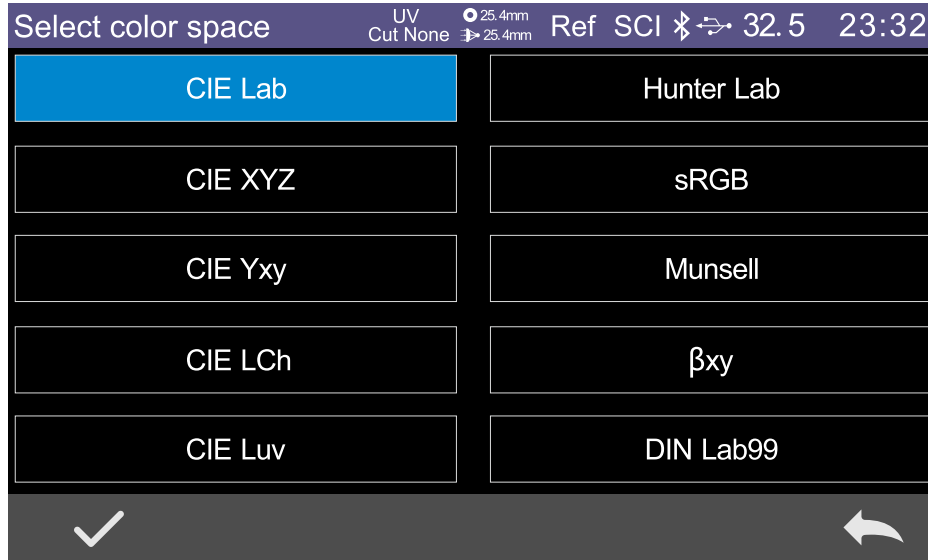 Select color space UV Cut None 25.4mm 25.4mm Ref SCI 32.5 23:32
CIE Lab Hunter Lab
CIE XYZ sRGB
CIE Yxy Munsell
CIE LCh βxy
CIE Luv DIN Lab99